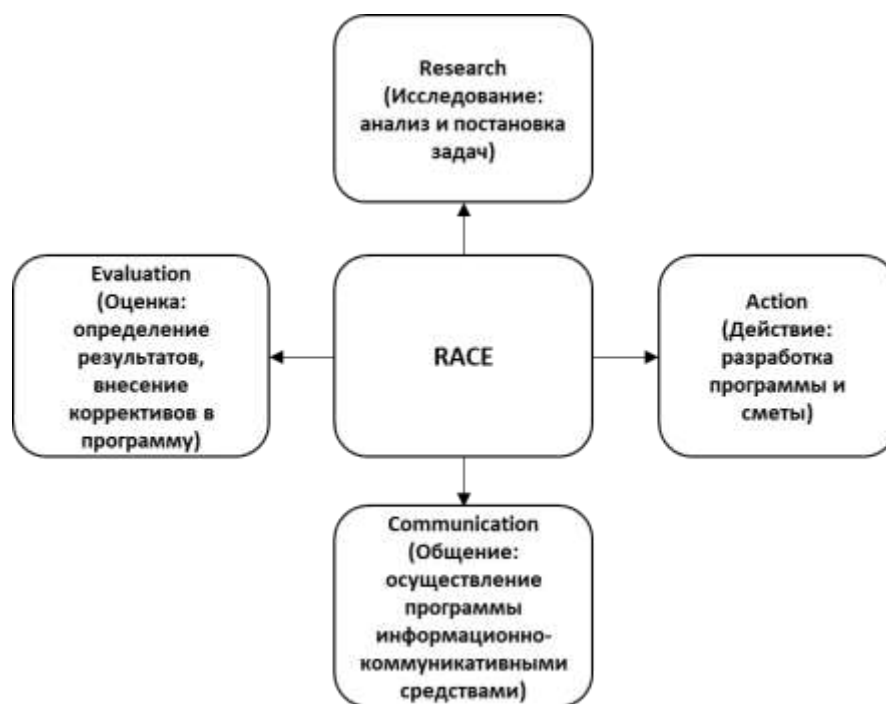 Research
(Исследование:
анализ и постановка
задач)
Evaluation
(Оценка:
определение
результатов,
внесение
коррективов в
программу)
RACE
Action
(Действие:
разработка
программы и
сметы)
Communication
(Общение:
осуществление
программы
информационно-
коммуникативными
средствами)